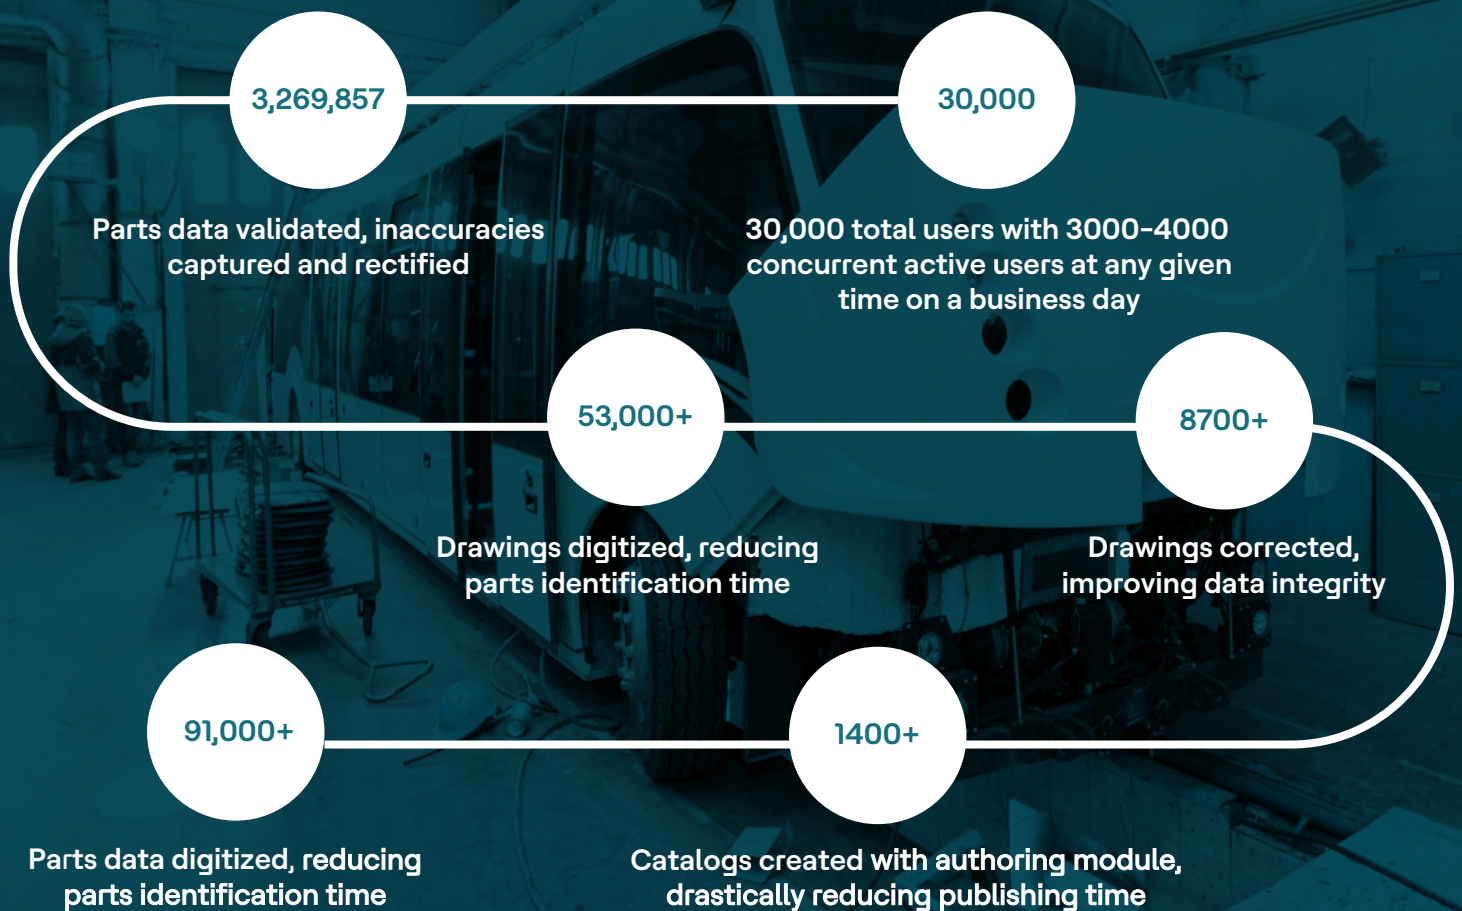 3,269,857
Parts data validated, inaccuracies
captured and rectified
30,000
30,000 total users with 3000-4000
concurrent active users at any given
time on a business day
53,000+
Drawings digitized, reducing
parts identification time
8700+
Drawings corrected,
improving data integrity
91,000+
Parts data digitized, reducing
parts identification time
1400+
Catalogs created with authoring module,
drastically reducing publishing time